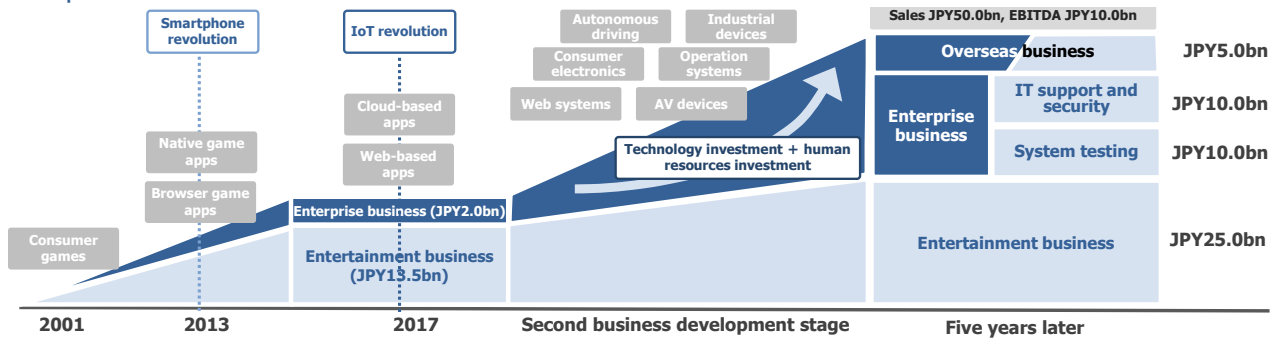 Smartphone
revolution
IoT revolution
Autonomous
driving
Industrial
devices
Consumer
electronics
Operation
systems
Web systems
AV devices
Cloud-based
apps
Native game
apps
Web-based
apps
Browser game
apps
Consumer
games
Technology investment + human
resources investment
Enterprise business (JPY2.0bn)
Entertainment business
(JPY13.5bn)
Sales JPY50.0bn, EBITDA JPY10.0bn
Overseas business
JPY5.0bn
Enterprise
business
IT support and
security
JPY10.0bn
System testing
JPY10.0bn
Entertainment business
JPY25.0bn
2001
2013
2017
Second business development stage
Five years later